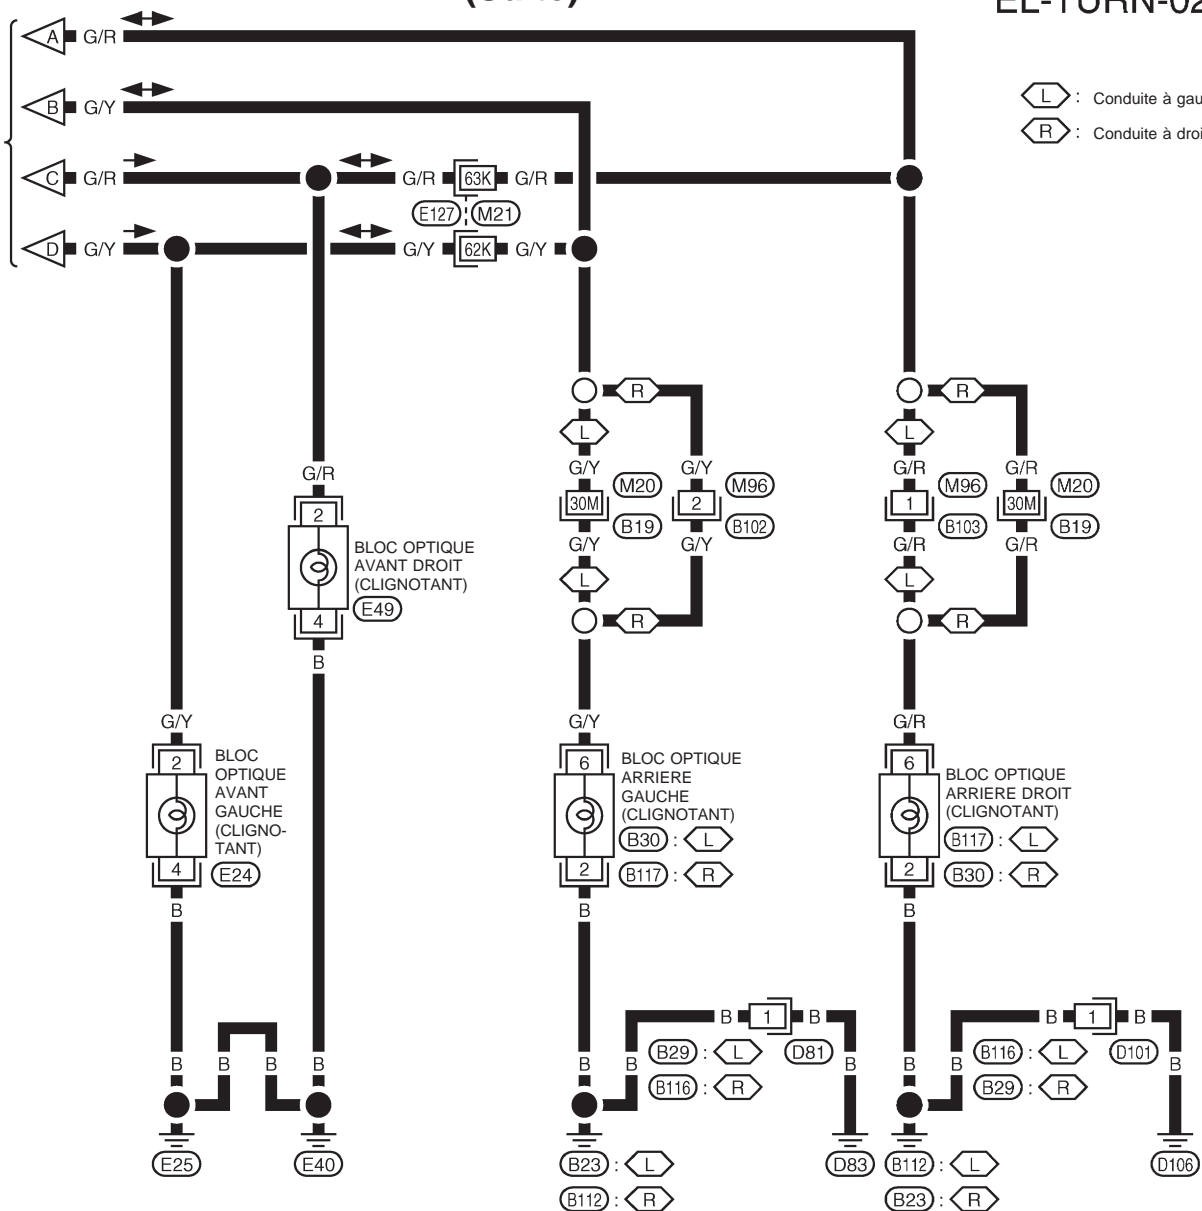 EL-TURN-02
A G/R
L : Conduite à gau
B G/Y
R : Conduite à droi
C G/R G/R 63K G/R
E127 M21
D G/Y G/Y 62K G/Y
R R
L L
G/R G/Y G/Y G/R G/R
M20 M96 M96 M20
2 30M 2 1 30M
B19 B102 B103 B19
G/Y G/Y G/R G/R
BLOC OPTIQUE
AVANT DROIT
(CLIGNOTANT)
E49
L L
4 R R
B
G/Y G/Y G/R
2 6 6
BLOC
OPTIQUE
AVANT
GAUCHE
(CLIGNO-
TANT)
E24
BLOC OPTIQUE
ARRIERE
GAUCHE
(CLIGNOTANT)
B30 : L
B117 : R
BLOC OPTIQUE
ARRIERE DROIT
(CLIGNOTANT)
B117 : L
B30 : R
4 2 2
B B B
B 1 B B 1 B
B29 : L D81 B116 : L D101
B116 : R B29 : R
B B B B B B B B B B
E25 E40 B23 : L D83 B112 : L D106
B112 : R B23 : R